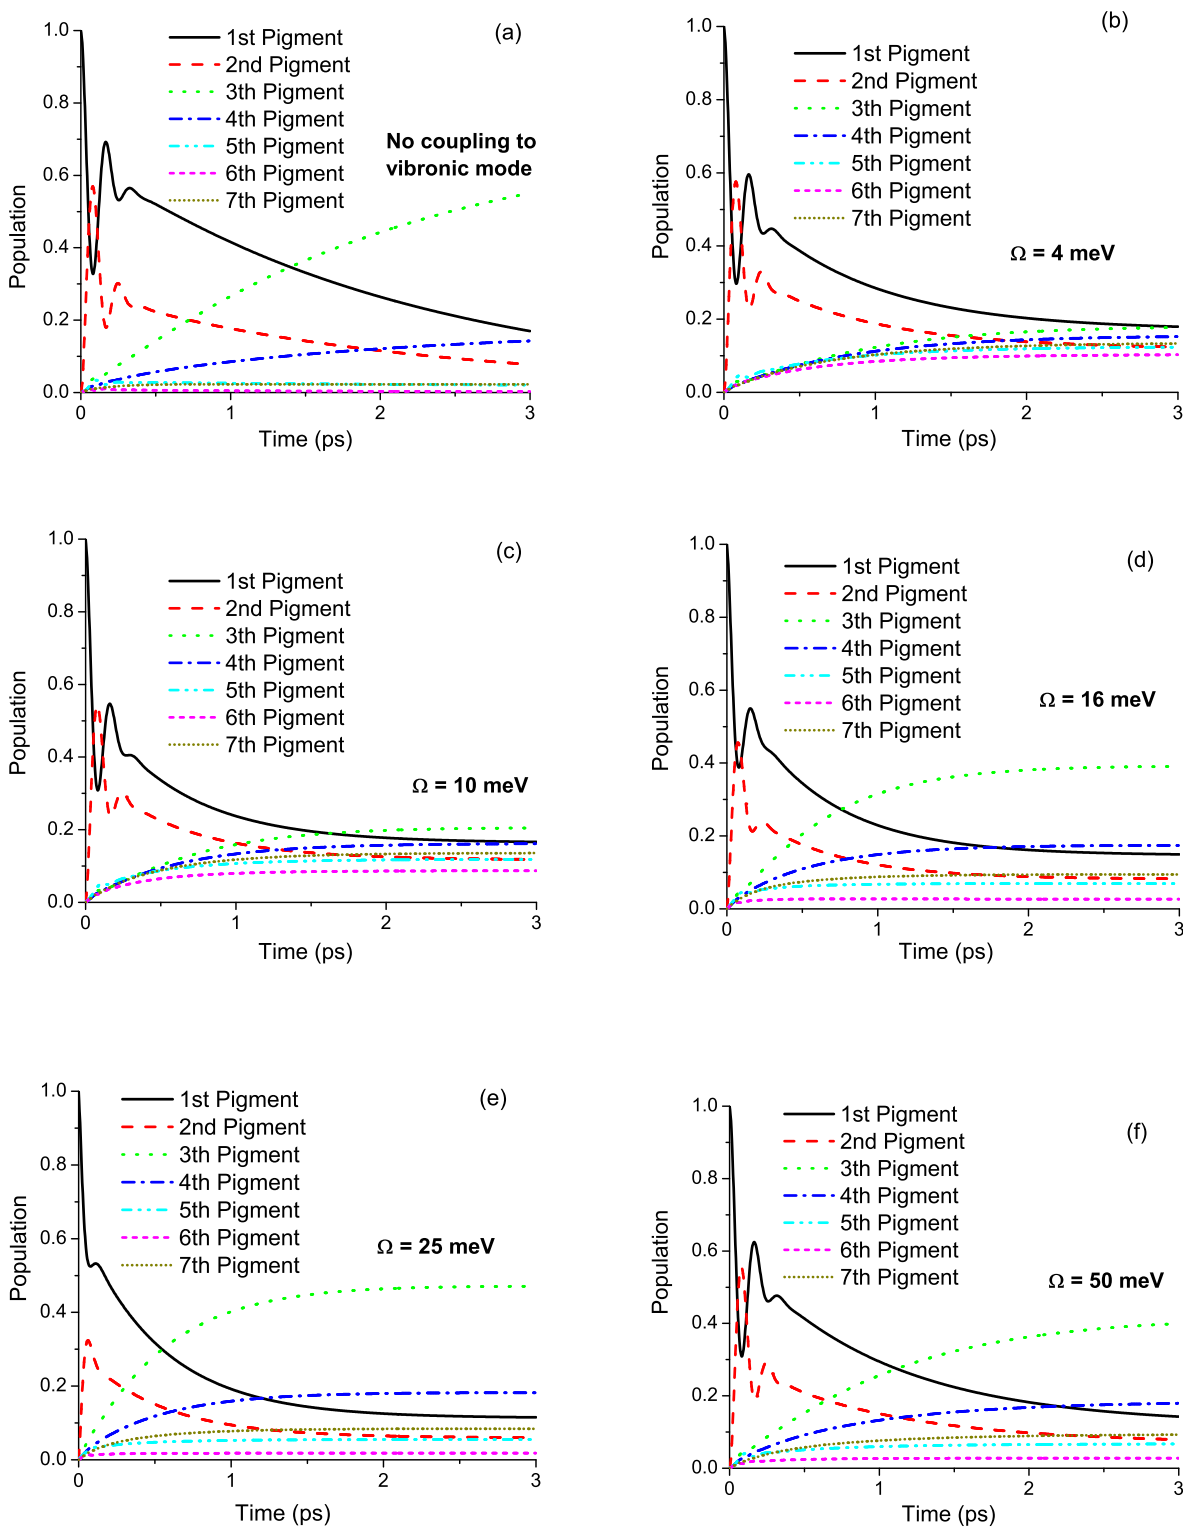 (a)
1.0
0.8
0.6
0.4
0.2
0.0
Population
1st Pigment
2nd Pigment
3th Pigment
4th Pigment
5th Pigment
6th Pigment
7th Pigment
No coupling to
vibronic mode
0 1 2 3
Time (ps)
(b)
1.0
0.8
0.6
0.4
0.2
0.0
Population
1st Pigment
2nd Pigment
3th Pigment
4th Pigment
5th Pigment
6th Pigment
7th Pigment
Ω = 4 meV
0 1 2 3
Time (ps)
(c)
1.0
0.8
0.6
0.4
0.2
0.0
Population
1st Pigment
2nd Pigment
3th Pigment
4th Pigment
5th Pigment
6th Pigment
7th Pigment
Ω = 10 meV
0 1 2 3
Time (ps)
(d)
1.0
0.8
0.6
0.4
0.2
0.0
Population
1st Pigment
2nd Pigment
3th Pigment
4th Pigment
5th Pigment
6th Pigment
7th Pigment
Ω = 16 meV
0 1 2 3
Time (ps)
(e)
1.0
0.8
0.6
0.4
0.2
0.0
Population
1st Pigment
2nd Pigment
3th Pigment
4th Pigment
5th Pigment
6th Pigment
7th Pigment
Ω = 25 meV
0 1 2 3
Time (ps)
(f)
1.0
0.8
0.6
0.4
0.2
0.0
Population
1st Pigment
2nd Pigment
3th Pigment
4th Pigment
5th Pigment
6th Pigment
7th Pigment
Ω = 50 meV
0 1 2 3
Time (ps)